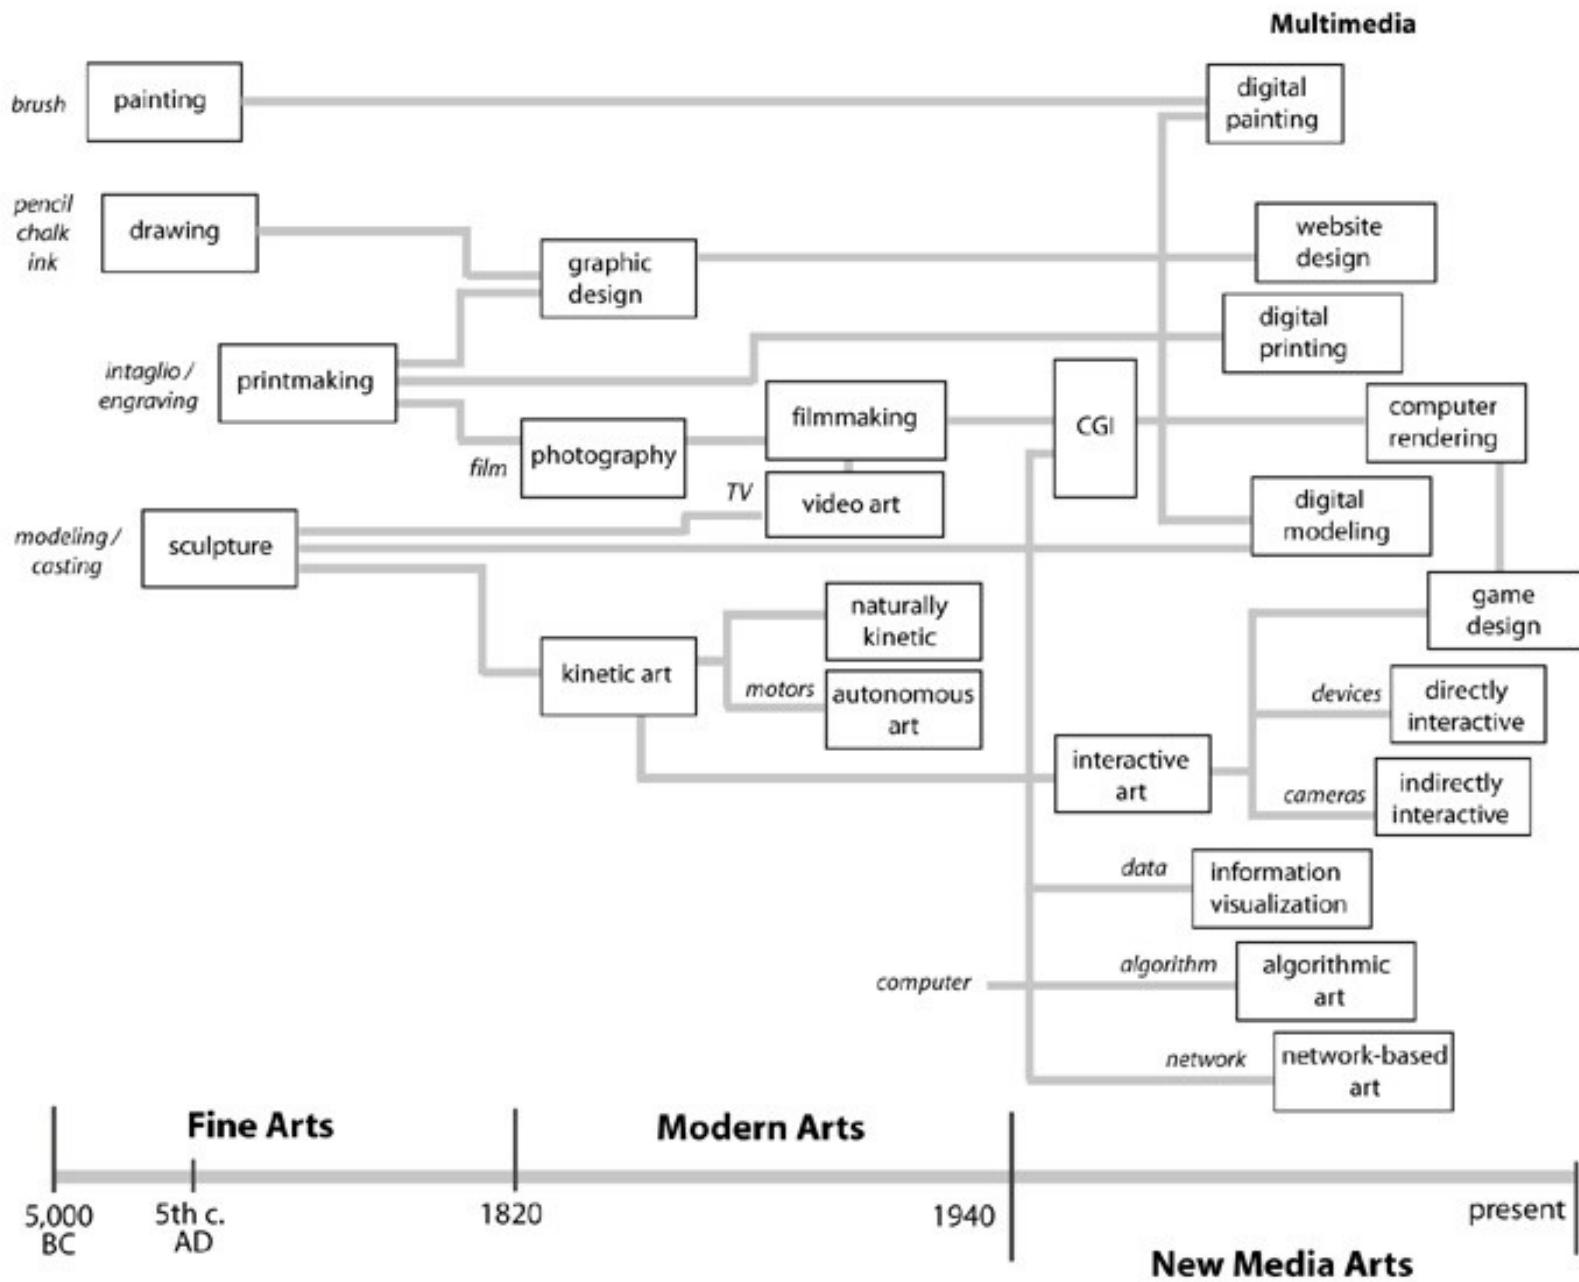 Multimedia
brush
painting
digital
painting
pencil
chalk
ink
drawing
graphic
design
website
design
digital
printing
intaglio /
engraving
printmaking
film
photography
filmmaking
TV
video art
CGI
computer
rendering
modeling /
casting
sculpture
digital
modeling
kinetic art
naturally
kinetic
motors
autonomous
art
game
design
interactive
art
devices
directly
interactive
cameras
indirectly
interactive
data
information
visualization
computer
algorithm
algorithmic
art
network
network-based
art
Fine Arts
Modern Arts
5,000
BC
5th c.
AD
1820
1940
present
New Media Arts